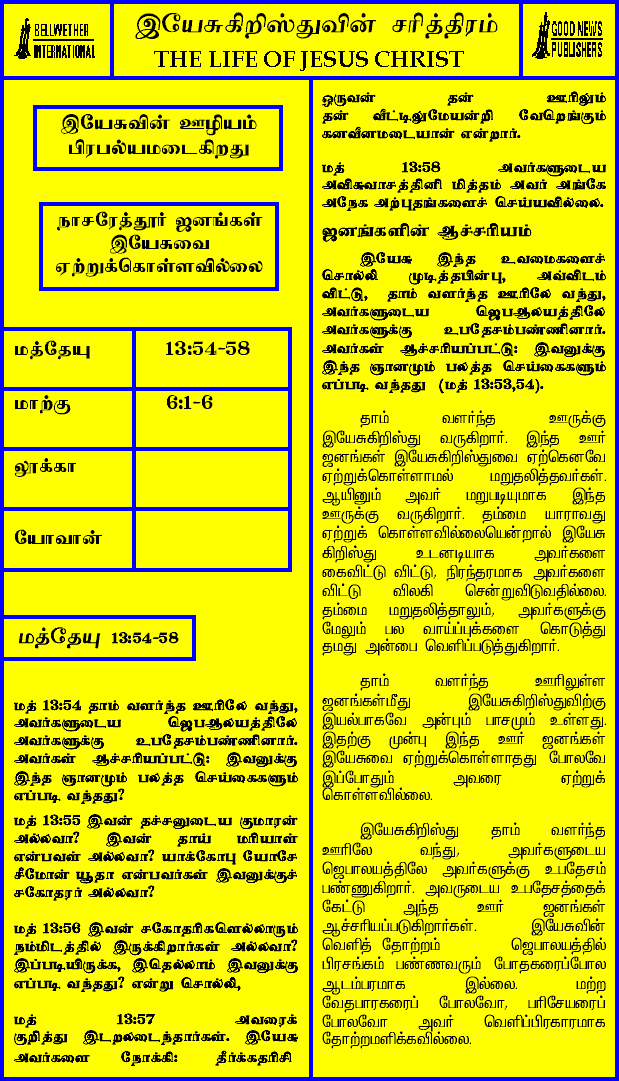 BELLWETHER
INTERNATIONAL
இயேசுகிறிஸ்துவின் சரித்திரம்
THE LIFE OF JESUS CHRIST
GOOD NEWS
PUBLISHERS
இயேசுவின் ஊழியம்
பிரபல்யமடைகிறது
நாசரேத்தூர் ஜனங்கள்
இயேசுவை
ஏற்றுக்கொள்ளவில்லை
மத்தேயு 13:54-58
மாற்கு 6:1-6
லூக்கா
யோவான்
மத்தேயு 13:54-58
மத் 13:54 தாம் வளர்ந்த ஊரிலே வந்து,
அவர்களுடைய ஜெபஆலயத்திலே
அவர்களுக்கு உபதேசம்பண்ணினார்.
அவர்கள் ஆச்சரியப்பட்டு: இவனுக்கு
இந்த ஞானமும் பலத்த செய்கைகளும்
எப்படி வந்தது?
மத் 13:55 இவன் தச்சனுடைய குமாரன்
அல்லவா? இவன் தாய் மரியாள்
என்பவள் அல்லவா? யாக்கோபு யோசே
சீமோன் யூதா என்பவர்கள் இவனுக்குச்
சகோதரர் அல்லவா?
மத் 13:56 இவன் சகோதரிகளெல்லாரும்
நம்மிடத்தில் இருக்கிறார்கள் அல்லவா?
இப்படியிருக்க, இதெல்லாம் இவனுக்கு
எப்படி வந்தது? என்று சொல்லி,
மத் 13:57 அவரைக்
குறித்து இடறலடைந்தார்கள். இயேசு
அவர்களை நோக்கி: தீர்க்கதரிசி
ஒருவன் தன் ஊரிலும்
தன் வீட்டிலுமேயன்றி வேறெங்கும்
கனவீனமடையான் என்றார்.
மத் 13:58 அவர்களுடைய
அவிசுவாசத்தினி மித்தம் அவர் அங்கே
அநேக அற்புதங்களைச் செய்யவில்லை.
ஜனங்களின் ஆச்சரியம்
இயேசு இந்த உவமைகளைச்
சொல்லி முடித்தபின்பு, அவ்விடம்
விட்டு, தாம் வளர்ந்த ஊரிலே வந்து,
அவர்களுடைய ஜெபஆலயத்திலே
அவர்களுக்கு உபதேசம்பண்ணினார்.
அவர்கள் ஆச்சரியப்பட்டு: இவனுக்கு
இந்த ஞானமும் பலத்த செய்கைகளும்
எப்படி வந்தது (மத் 13:53,54).
தாம் வளர்ந்த ஊருக்கு
இயேசுகிறிஸ்து வருகிறார். இந்த ஊர்
ஜனங்கள் இயேசுகிறிஸ்துவை ஏற்கெனவே
ஏற்றுக்கொள்ளாமல் மறுதலித்தவர்கள்.
ஆயினும் அவர் மறுபடியுமாக இந்த
ஊருக்கு வருகிறார். தம்மை யாராவது
ஏற்றுக் கொள்ளவில்லையென்றால் இயேசு
கிறிஸ்து உடனடியாக அவர்களை
கைவிட்டு விட்டு, நிரந்தரமாக அவர்களை
விட்டு விலகி சென்றுவிடுவதில்லை.
தம்மை மறுதலித்தாலும், அவர்களுக்கு
மேலும் பல வாய்ப்புக்களை கொடுத்து
தமது அன்பை வெளிப்படுத்துகிறார்.
தாம் வளர்ந்த ஊரிலுள்ள
ஜனங்கள்மீது இயேசுகிறிஸ்துவிற்கு
இயல்பாகவே அன்பும் பாசமும் உள்ளது.
இதற்கு முன்பு இந்த ஊர் ஜனங்கள்
இயேசுவை ஏற்றுக்கொள்ளாதது போலவே
இப்போதும் அவரை ஏற்றுக்
கொள்ளவில்லை.
இயேசுகிறிஸ்து தாம் வளர்ந்த
ஊரிலே வந்து, அவர்களுடைய
ஜெபாலயத்திலே அவர்களுக்கு உபதேசம்
பண்ணுகிறார். அவருடைய உபதேசத்தைக்
கேட்டு அந்த ஊர் ஜனங்கள்
ஆச்சரியப்படுகிறார்கள். இயேசுவின்
வெளித் தோற்றம் ஜெபாலயத்தில்
பிரசங்கம் பண்ணவரும் போதகரைப்போல
ஆடம்பரமாக இல்லை. மற்ற
வேதபாரகரைப் போலவோ, பரிசேயரைப்
போலவோ அவர் வெளிப்பிரகாரமாக
தோற்றமளிக்கவில்லை.